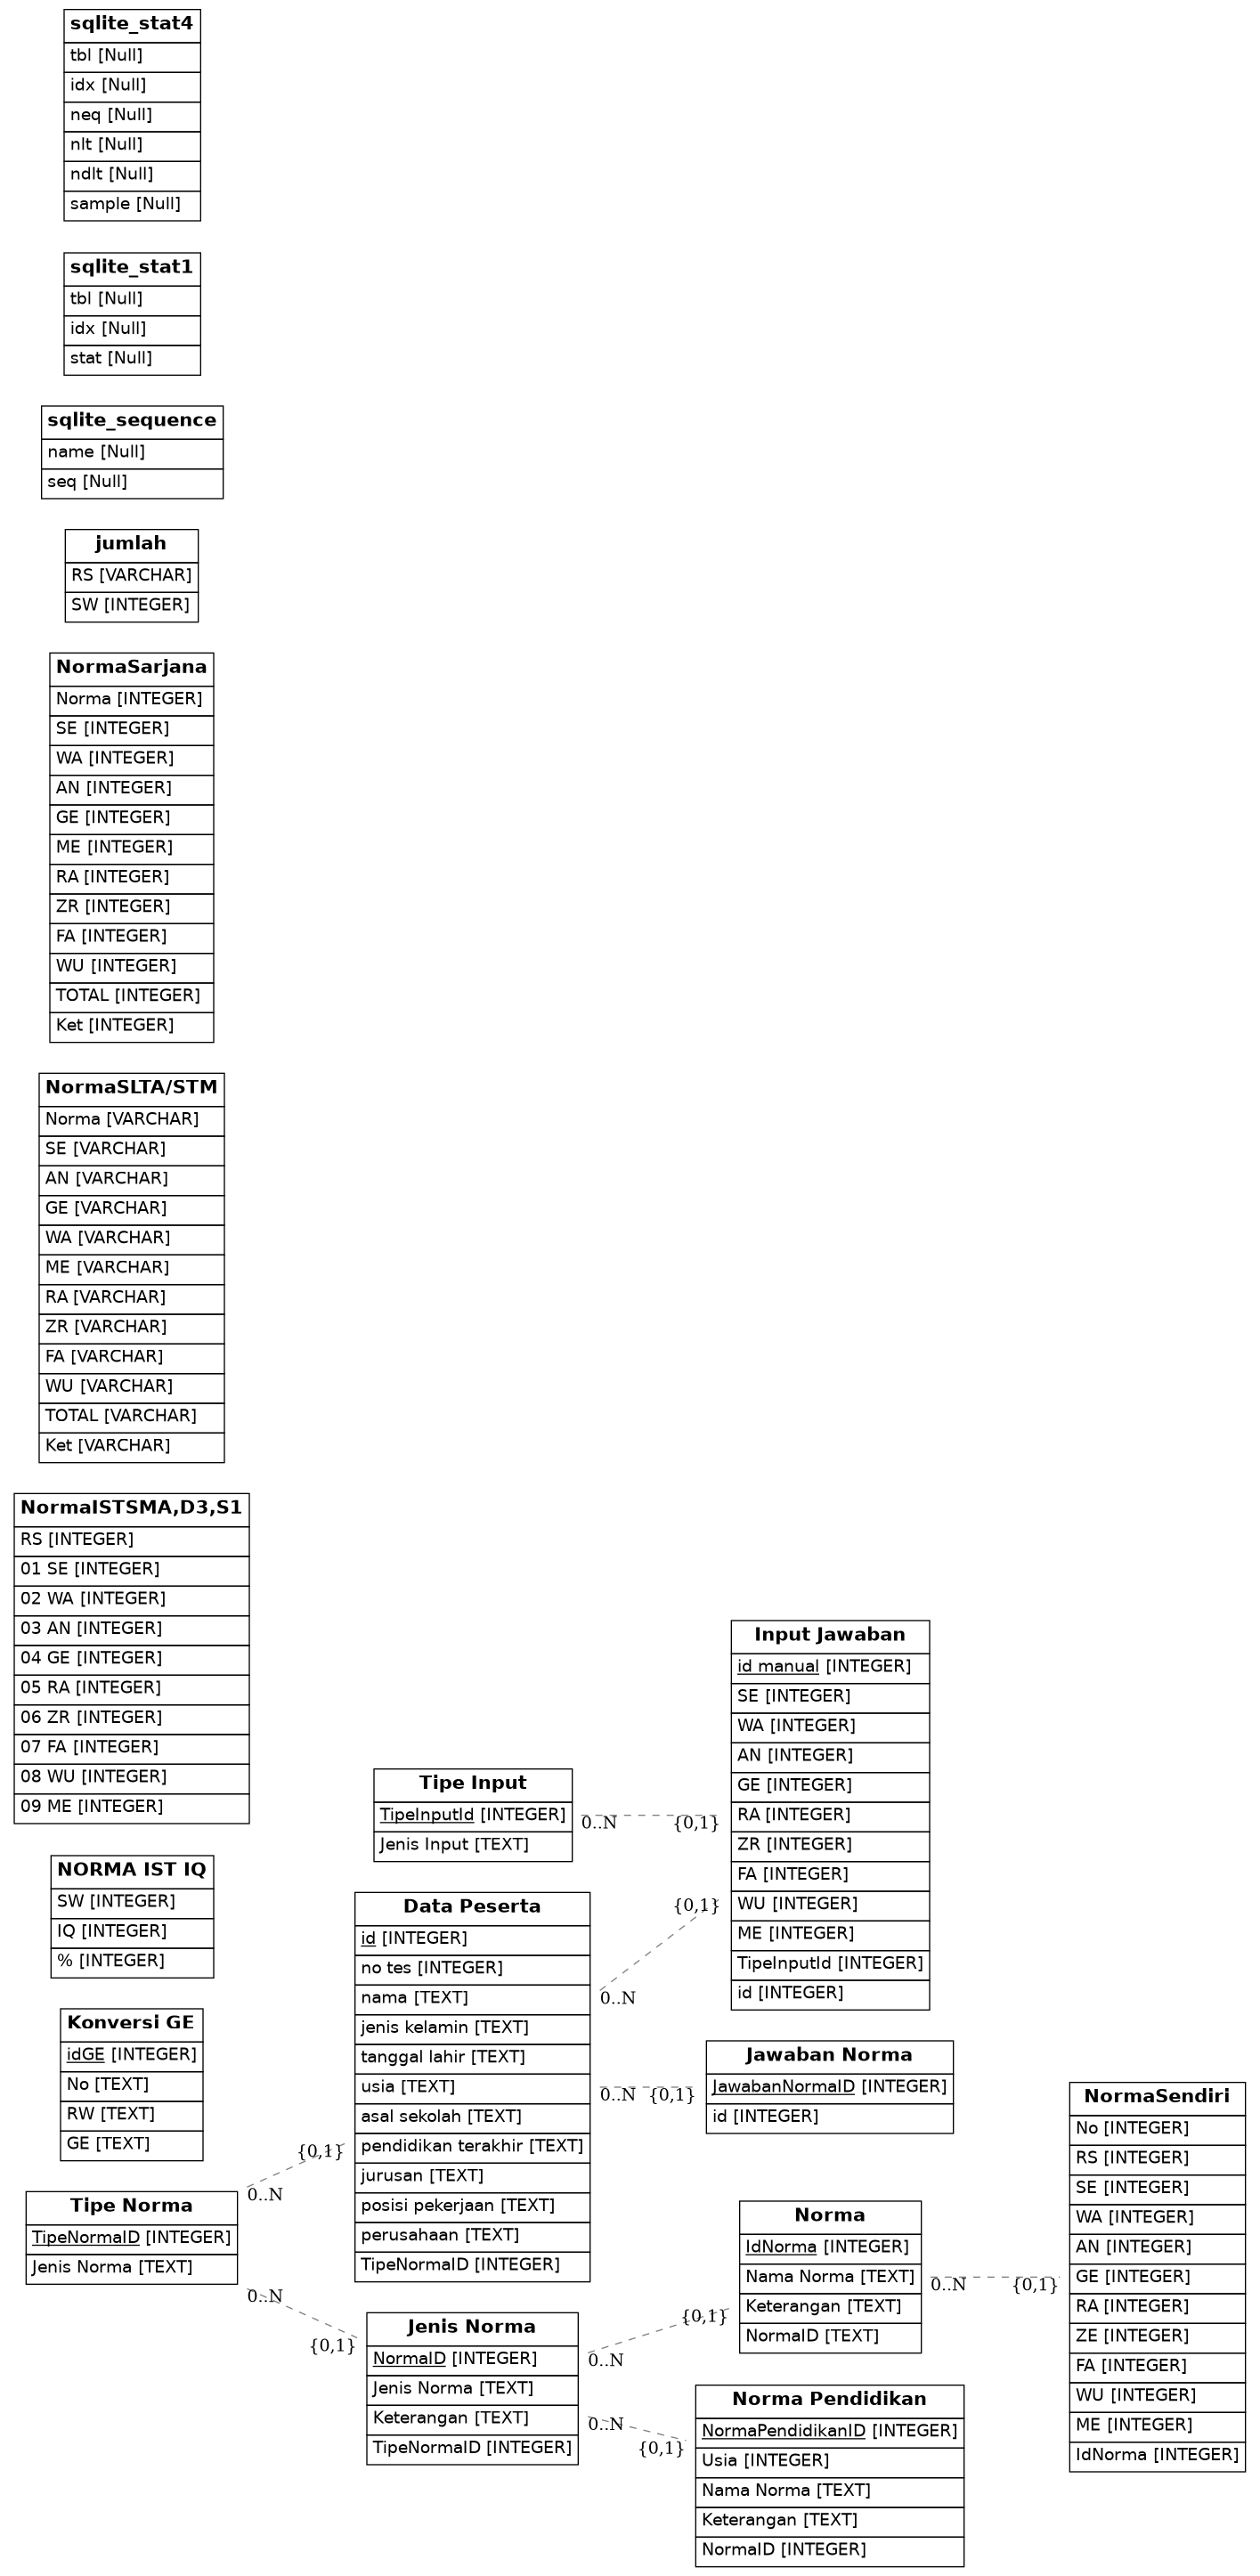 sqlite_stat4
tbl [Null]
idx [Null]
neq [Null]
nlt [Null]
ndlt [Null]
sample [Null]
sqlite_stat1
tbl [Null]
idx [Null]
stat [Null]
sqlite_sequence
name [Null]
seq [Null]
jumlah
RS [VARCHAR]
SW [INTEGER]
NormaSarjana
Norma [INTEGER]
SE [INTEGER]
WA [INTEGER]
AN [INTEGER]
GE [INTEGER]
ME [INTEGER]
RA [INTEGER]
ZR [INTEGER]
FA [INTEGER]
WU [INTEGER]
TOTAL [INTEGER]
Ket [INTEGER]
NormaSLTA/STM
Norma [VARCHAR]
SE [VARCHAR]
AN [VARCHAR]
GE [VARCHAR]
WA [VARCHAR]
ME [VARCHAR]
RA [VARCHAR]
ZR [VARCHAR]
FA [VARCHAR]
WU [VARCHAR]
TOTAL [VARCHAR]
Ket [VARCHAR]
NormaISTSMA,D3,S1
RS [INTEGER]
01 SE [INTEGER]
02 WA [INTEGER]
03 AN [INTEGER]
04 GE [INTEGER]
05 RA [INTEGER]
06 ZR [INTEGER]
07 FA [INTEGER]
08 WU [INTEGER]
09 ME [INTEGER]
NORMA IST IQ
SW [INTEGER]
IQ [INTEGER]
% [INTEGER]
Konversi GE
idGE [INTEGER]
No [TEXT]
RW [TEXT]
GE [TEXT]
Tipe Norma
TipeNormaID [INTEGER]
Jenis Norma [TEXT]
0..N
{0,1}
0..N
{0,1}
Tipe Input
TipeInputId [INTEGER]
Jenis Input [TEXT]
0..N
{0,1}
Data Peserta
id [INTEGER]
no tes [INTEGER]
nama [TEXT]
jenis kelamin [TEXT]
tanggal lahir [TEXT]
usia [TEXT]
asal sekolah [TEXT]
pendidikan terakhir [TEXT]
jurusan [TEXT]
posisi pekerjaan [TEXT]
perusahaan [TEXT]
TipeNormaID [INTEGER]
0..N
{0,1}
0..N
{0,1}
Jenis Norma
NormaID [INTEGER]
Jenis Norma [TEXT]
Keterangan [TEXT]
TipeNormaID [INTEGER]
0..N
{0,1}
0..N
{0,1}
Input Jawaban
id manual [INTEGER]
SE [INTEGER]
WA [INTEGER]
AN [INTEGER]
GE [INTEGER]
RA [INTEGER]
ZR [INTEGER]
FA [INTEGER]
WU [INTEGER]
ME [INTEGER]
TipeInputId [INTEGER]
id [INTEGER]
Jawaban Norma
JawabanNormaID [INTEGER]
id [INTEGER]
Norma
IdNorma [INTEGER]
Nama Norma [TEXT]
Keterangan [TEXT]
NormaID [TEXT]
0..N
{0,1}
Norma Pendidikan
NormaPendidikanID [INTEGER]
Usia [INTEGER]
Nama Norma [TEXT]
Keterangan [TEXT]
NormaID [INTEGER]
NormaSendiri
No [INTEGER]
RS [INTEGER]
SE [INTEGER]
WA [INTEGER]
AN [INTEGER]
GE [INTEGER]
RA [INTEGER]
ZE [INTEGER]
FA [INTEGER]
WU [INTEGER]
ME [INTEGER]
IdNorma [INTEGER]